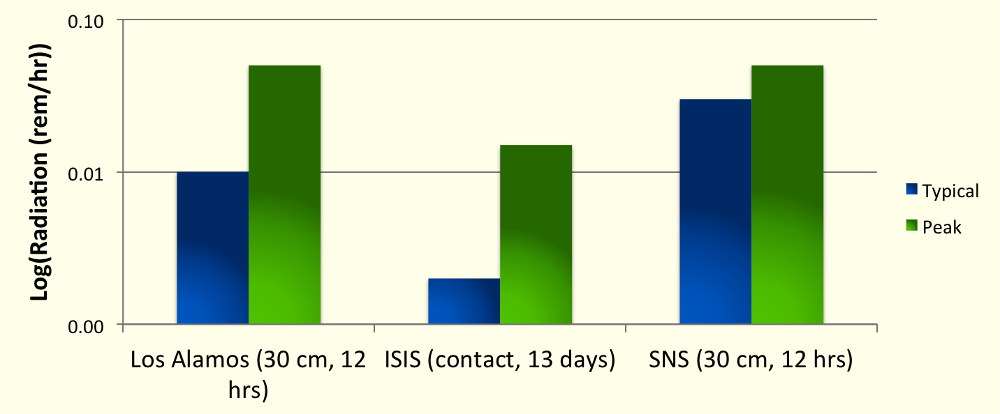 0.10
0.01
0.00
Log(Radiation (rem/hr))
Los Alamos (30 cm, 12
hrs)
ISIS (contact, 13 days)
SNS (30 cm, 12 hrs)
Typical
Peak